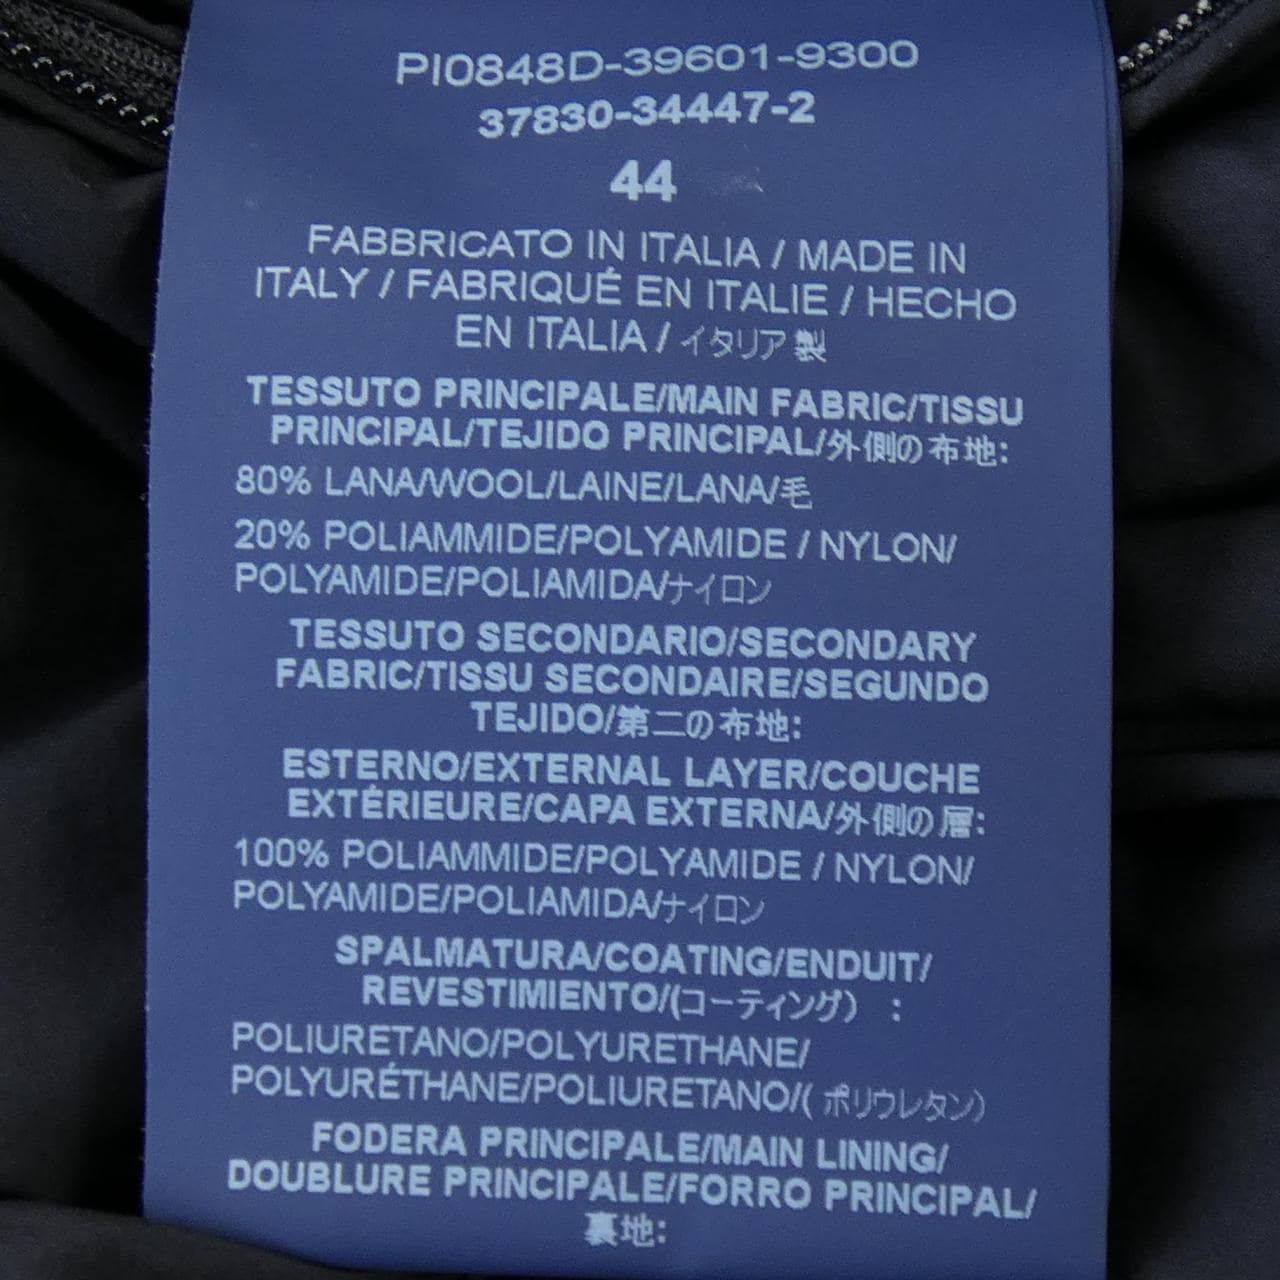 PI0848D-39601-9300
37830-34447-2
44
FABBRICATO IN ITALIA / MADE IN
ITALY / FABRIQUÉ EN ITALIE / HECHO
EN ITALIA / イタリア製
TESSUTO PRINCIPALE/MAIN FABRIC/TISSU
PRINCIPAL/TEJIDO PRINCIPAL/外側の布地:
80% LANA/WOOL/LAINE/LANA/毛
20% POLIAMMIDE/POLYAMIDE / NYLON/
POLYAMIDE/POLIAMIDA/ナイロン
TESSUTO SECONDARIO/SECONDARY
FABRIC/TISSU SECONDAIRE/SEGUNDO
TEJIDO/第二の布地:
ESTERNO/EXTERNAL LAYER/COUCHE
EXTÉRIEURE/CAPA EXTERNA/外側の層:
100% POLIAMMIDE/POLYAMIDE / NYLON/
POLYAMIDE/POLIAMIDA/ナイロン
SPALMATURA/COATING/ENDUIT/
REVESTIMIENTO/(コーティング) :
POLIURETANO/POLYURETHANE/
POLYURÉTHANE/POLIURETANO/( ポリウレタン)
FODERA PRINCIPALE/MAIN LINING/
DOUBLURE PRINCIPALE/FORRO PRINCIPAL/
裏地: